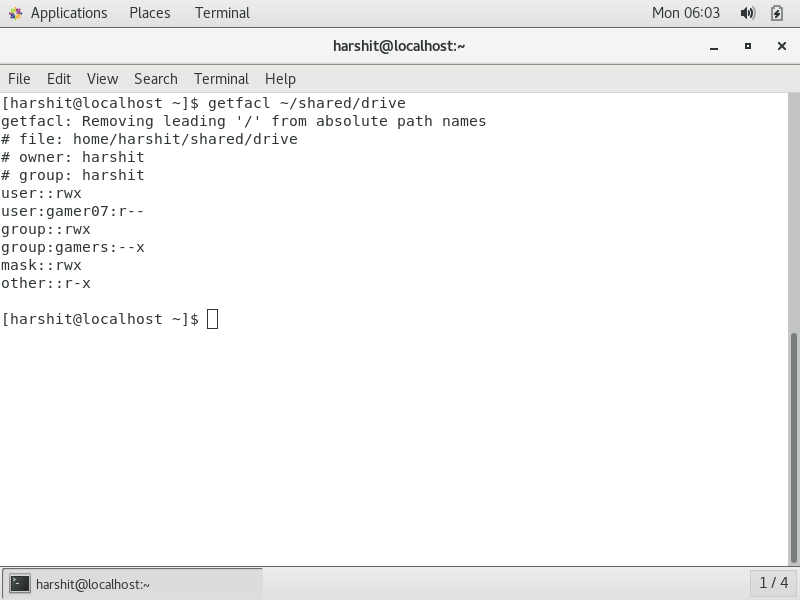 Applications Places Terminal Mon 06:03
harshit@localhost:~
File Edit View Search Terminal Help
[harshit@localhost ~]$ getfacl ~/shared/drive
getfacl: Removing leading '/' from absolute path names
# file: home/harshit/shared/drive
# owner: harshit
# group: harshit
user::rwx
user:gamer07:r--
group::rwx
group:gamers:--x
mask::rwx
other::r-x
[harshit@localhost ~]$
harshit@localhost:~ 1 / 4